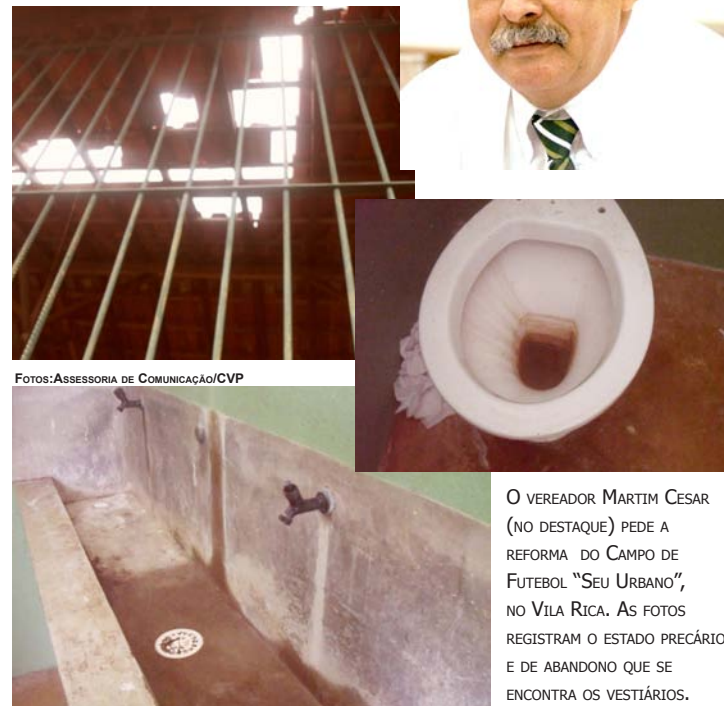 Fotos:Assessoria de Comunicação/CVP
O vereador Martim Cesar
(no destaque) pede a
reforma do Campo de
Futebol “Seu Urbano”,
no Vila Rica. As fotos
registram o estado precário
e de abandono que se
encontra os vestiários.